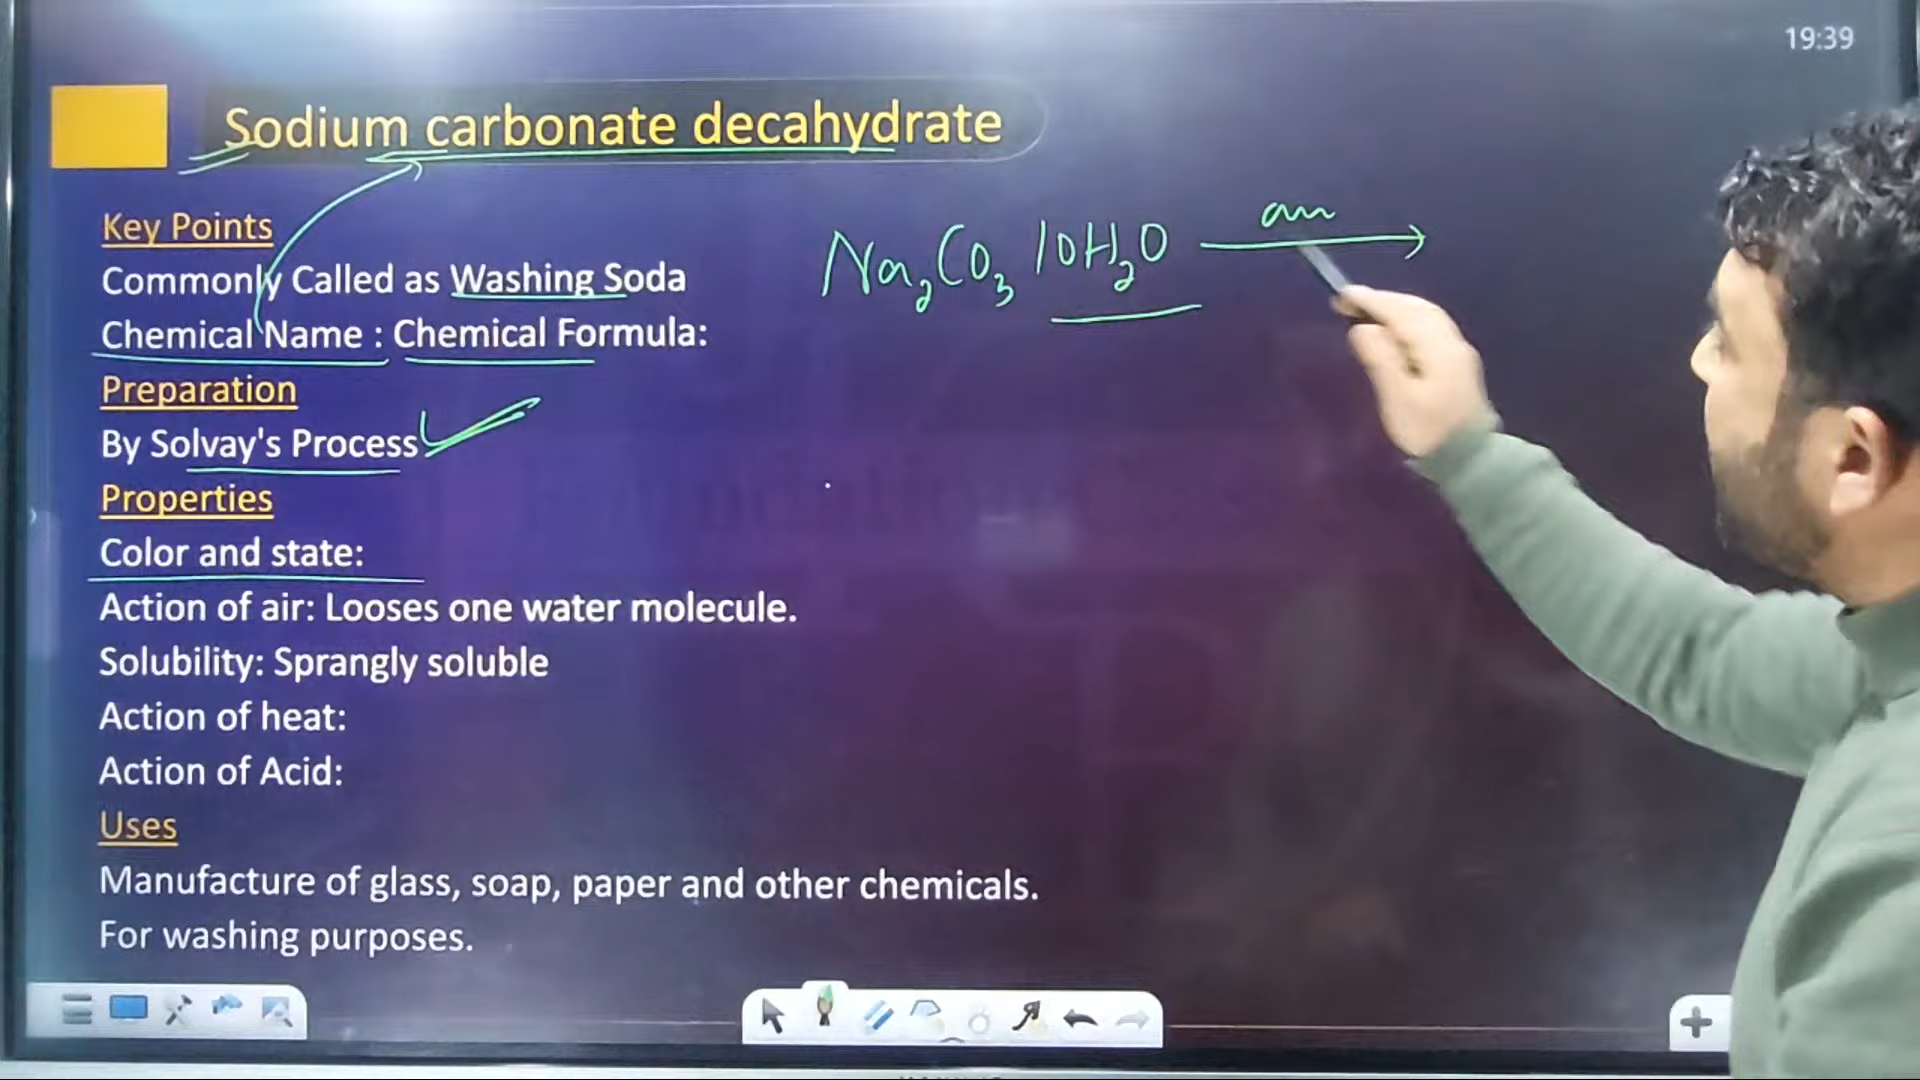 19:39
Sodium carbonate decahydrate
Key Points
Commonly Called as Washing Soda
Chemical Name : Chemical Formula:
Preparation
By Solvay's Process
Properties
Color and state:
Action of air: Looses one water molecule.
Solubility: Sprangly soluble
Action of heat:
Action of Acid:
Uses
Manufacture of glass, soap, paper and other chemicals.
For washing purposes.
Na₂CO₃ 10H₂O